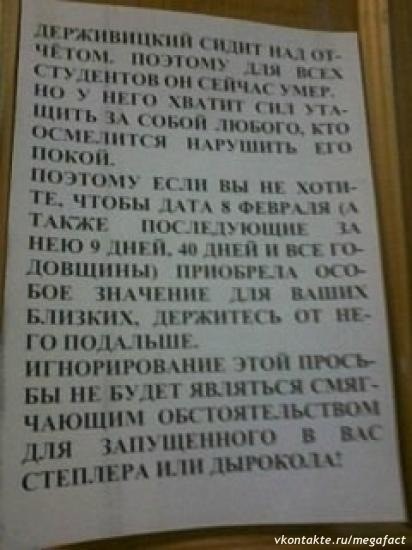 ДЕРЖИВИЦКИЙ СИДИТ НАД ОТ-
ЧЁТОМ, ПОЭТОМУ ДЛЯ ВСЕХ
СТУДЕНТОВ ОН СЕЙЧАС УМЕР.
НО У НЕГО ХВАТИТ СИЛ УТА-
ЩИТЬ ЗА СОБОЙ ЛЮБОГО, КТО
ОСМЕЛИТСЯ НАРУШИТЬ ЕГО
ПОКОЙ.
ПОЭТОМУ ЕСЛИ ВЫ НЕ ХОТИ-
ТЕ, ЧТОБЫ ДАТА 8 ФЕВРАЛЯ (А
ТАКЖЕ ПОСЛЕДУЮЩИЕ ЗА
НЕЮ 9 ДНЕЙ, 40 ДНЕЙ И ВСЕ ГО-
ДОВЩИНЫ) ПРИОБРЕЛА ОСО-
БОЕ ЗНАЧЕНИЕ ДЛЯ ВАШИХ
БЛИЗКИХ, ДЕРЖИТЕСЬ ОТ НЕ-
ГО ПОДАЛЬШЕ.
ИГНОРИРОВАНИЕ ЭТОЙ ПРОСЬ-
БЫ НЕ БУДЕТ ЯВЛЯТЬСЯ СМЯГ-
ЧАЮЩИМ ОБСТОЯТЕЛЬСТВОМ
ДЛЯ ЗАПУЩЕННОГО В ВАС
СТЕПЛЕРА ИЛИ ДЫРОКОЛА!
vkontakte.ru/megafact